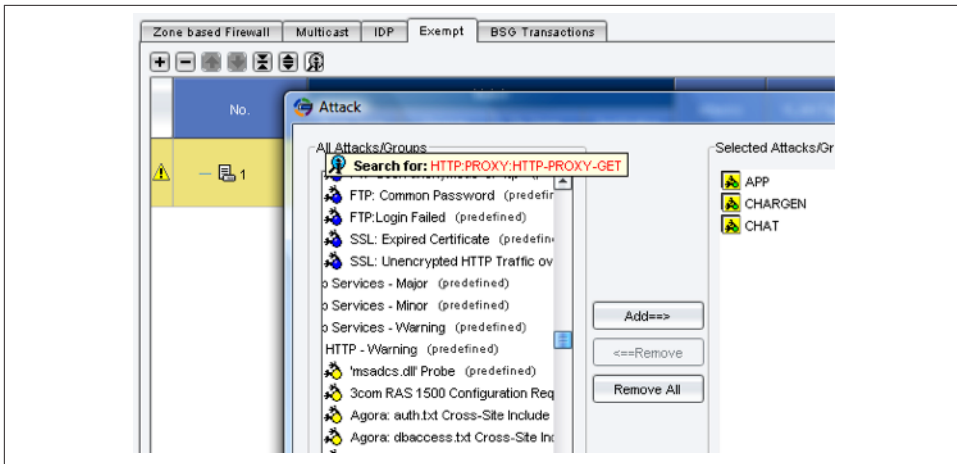 Zone based Firewall Multicast IDP Exempt BSG Transactions
No.
Attack
All Attacks/Groups
Selected Attacks/Gr
Search for: HTTP:PROXY:HTTP-PROXY-GET
1
APP
FTP: Common Password (predefin
CHARGEN
FTP:Login Failed (predefined)
CHAT
SSL: Expired Certificate (predefin
SSL: Unencrypted HTTP Traffic ov
o Services - Major (predefined)
o Services - Minor (predefined)
Add==>
o Services - Warning (predefined)
HTTP - Warning (predefined)
<==Remove
'msadcs.dll' Probe (predefined)
3com RAS 1500 Configuration Req
Remove All
Agora: auth.txt Cross-Site Include
Agora: dbaccess.txt Cross-Site Inc